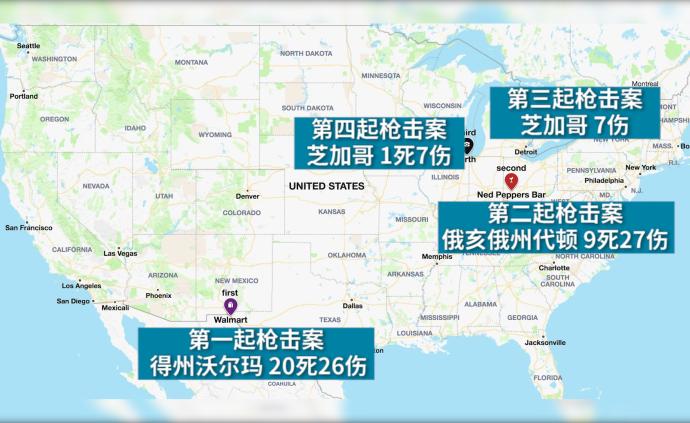 Seattle
WASHINGTON
MONTANA
NORTH DAKOTA
MINNESOTA
Montreal
Portland
OREGON
IDAHO
WYOMING
SOUTH DAKOTA
WISCONSIN
第三起枪击案
芝加哥 7伤
第四起枪击案
芝加哥 1死7伤
Detroit
MASS.
NEVADA
UTAH
Denver
COLORADO
UNITED STATES
KANSAS
ILLINOIS
MISSOURI
second
Ned Peppers Bar
PENNSYLVANIA
New York
R.I.
Philadelphia
N.J.
MD.
第二起枪击案
俄亥俄州代顿 9死27伤
San Francisco
CALIFORNIA
Las Vegas
Los Angeles
San Diego
Mexicali
ARIZONA
Phoenix
NEW MEXICO
first
Walmart
OKLAHOMA
ARKANSAS
Memphis
NORTH CAROLINA
Charlotte
SOUTH
CAROLINA
Dallas
TEXAS
MISSISSIPPI
ALABAMA
GEORGIA
LOUISIANA
Jacksonville
FLORIDA
第一起枪击案
得州沃尔玛 20死26伤
COAHUILA